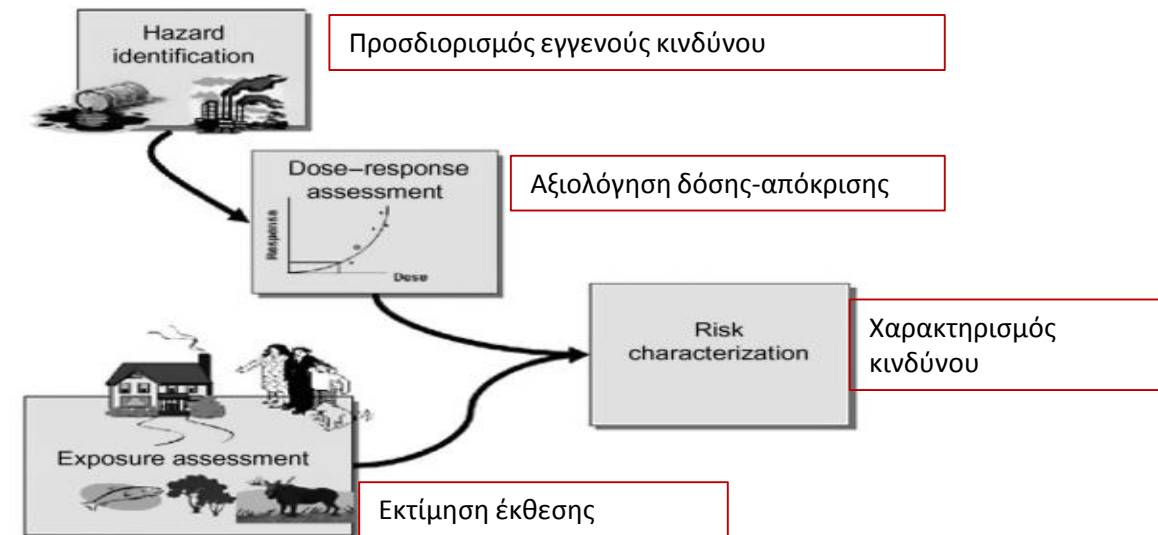 Hazard
identification
Προσδιορισμός εγγενούς κινδύνου
Dose–response
assessment
Response
Dose
Αξιολόγηση δόσης-απόκρισης
Risk
characterization
Χαρακτηρισμός
κινδύνου
Exposure assessment
Εκτίμηση έκθεσης